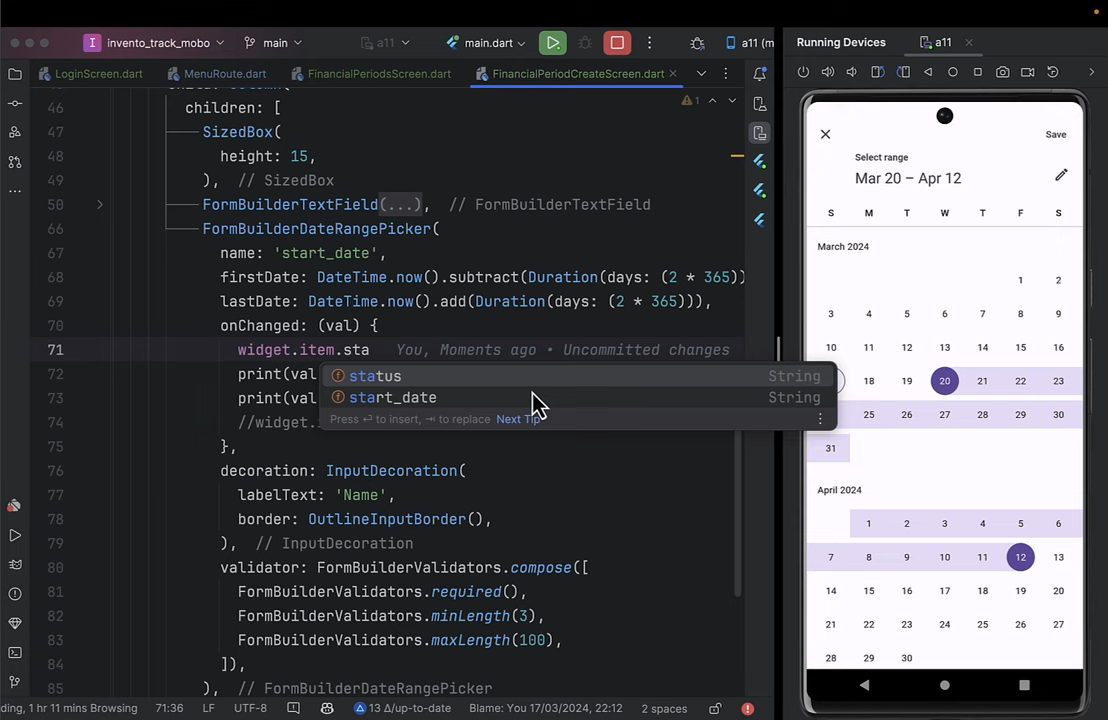 invento_track_mobo
main
a11
main.dart
a11 (m
Running Devices
a11
LoginScreen.dart
MenuRoute.dart
FinancialPeriodsScreen.dart
FinancialPeriodCreateScreen.dart
46 children: [
1
47 SizedBox(
48 height: 15,
49 ), // SizedBox
50 FormBuilderTextField(...), // FormBuilderTextField
66 FormBuilderDateRangePicker(
67 name: 'start_date',
68 firstDate: DateTime.now().subtract(Duration(days: (2 * 365))
69 lastDate: DateTime.now().add(Duration(days: (2 * 365))),
70 onChanged: (val) {
71 widget.item.sta You, Moments ago • Uncommitted changes
72 print(val
73 print(val
74 //widget.
status String
start_date String
Press ⏎ to insert, ⇥ to replace Next Tip
75 },
76 decoration: InputDecoration(
77 labelText: 'Name',
78 border: OutlineInputBorder(),
79 ), // InputDecoration
80 validator: FormBuilderValidators.compose([
81 FormBuilderValidators.required(),
82 FormBuilderValidators.minLength(3),
83 FormBuilderValidators.maxLength(100),
84 ]),
85 ), // FormBuilderDateRangePicker
ding, 1 hr 11 mins Browsing 71:36 LF UTF-8 13 Δ/up-to-date Blame: You 17/03/2024, 22:12 2 spaces
Save
Select range
Mar 20 – Apr 12
S M T W T F S
March 2024
1 2
3 4 5 6 7 8 9
10 11 12 13 14 15 16
18 19 20 21 22 23
25 26 27 28 29 30
31
April 2024
1 2 3 4 5 6
7 8 9 10 11 12 13
14 15 16 17 18 19 20
21 22 23 24 25 26 27
28 29 30